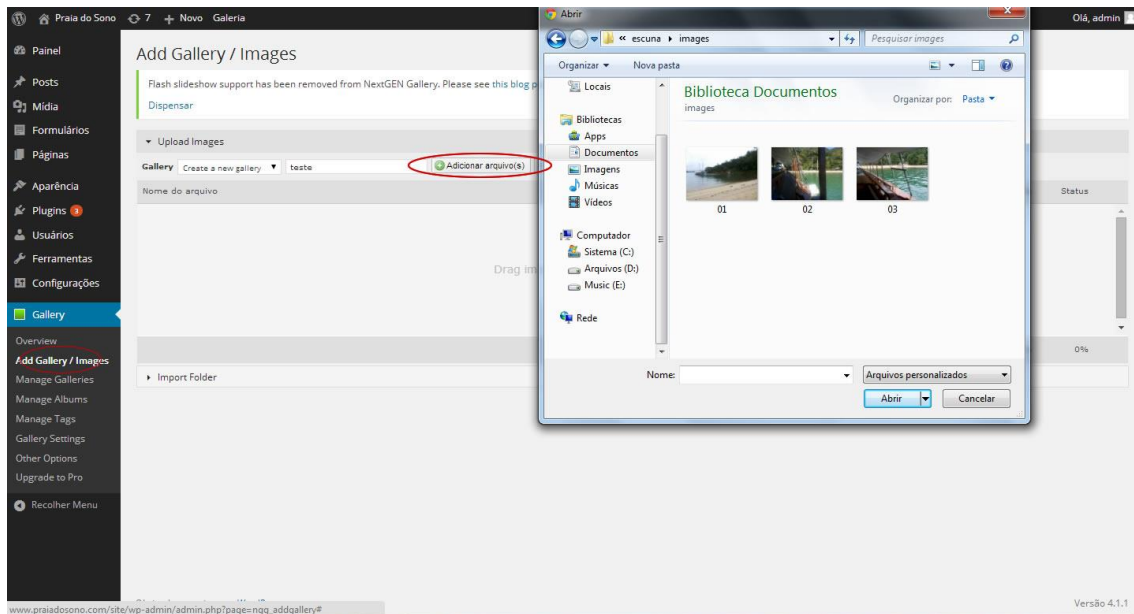 Praia do Sono 7 + Novo Galeria
Olá, admin
Painel
Posts
Mídia
Formulários
Páginas
Aparência
Plugins 3
Usuários
Ferramentas
Configurações
Gallery
Overview
Add Gallery / Images
Manage Galleries
Manage Albums
Manage Tags
Gallery Settings
Other Options
Upgrade to Pro
Recolher Menu
Add Gallery / Images
Flash slideshow support has been removed from NextGEN Gallery. Please see this blog
Dispensar
Upload Images
Gallery Create a new gallery teste Adicionar arquivo(s)
Nome do arquivo
Status
Drag
0%
Import Folder
Abrir
« escuna images
Pesquisar images
Organizar Nova pasta
Locais
Bibliotecas
Apps
Documentos
Imagens
Músicas
Vídeos
Computador
Sistema (C:)
Arquivos (D:)
Music (E:)
Rede
Biblioteca Documentos
images
Organizar por: Pasta
01 02 03
Nome:
Arquivos personalizados
Abrir Cancelar
www.praiadosono.com/site/wp-admin/admin.php?page=ngg_addgallery#
Versão 4.1.1